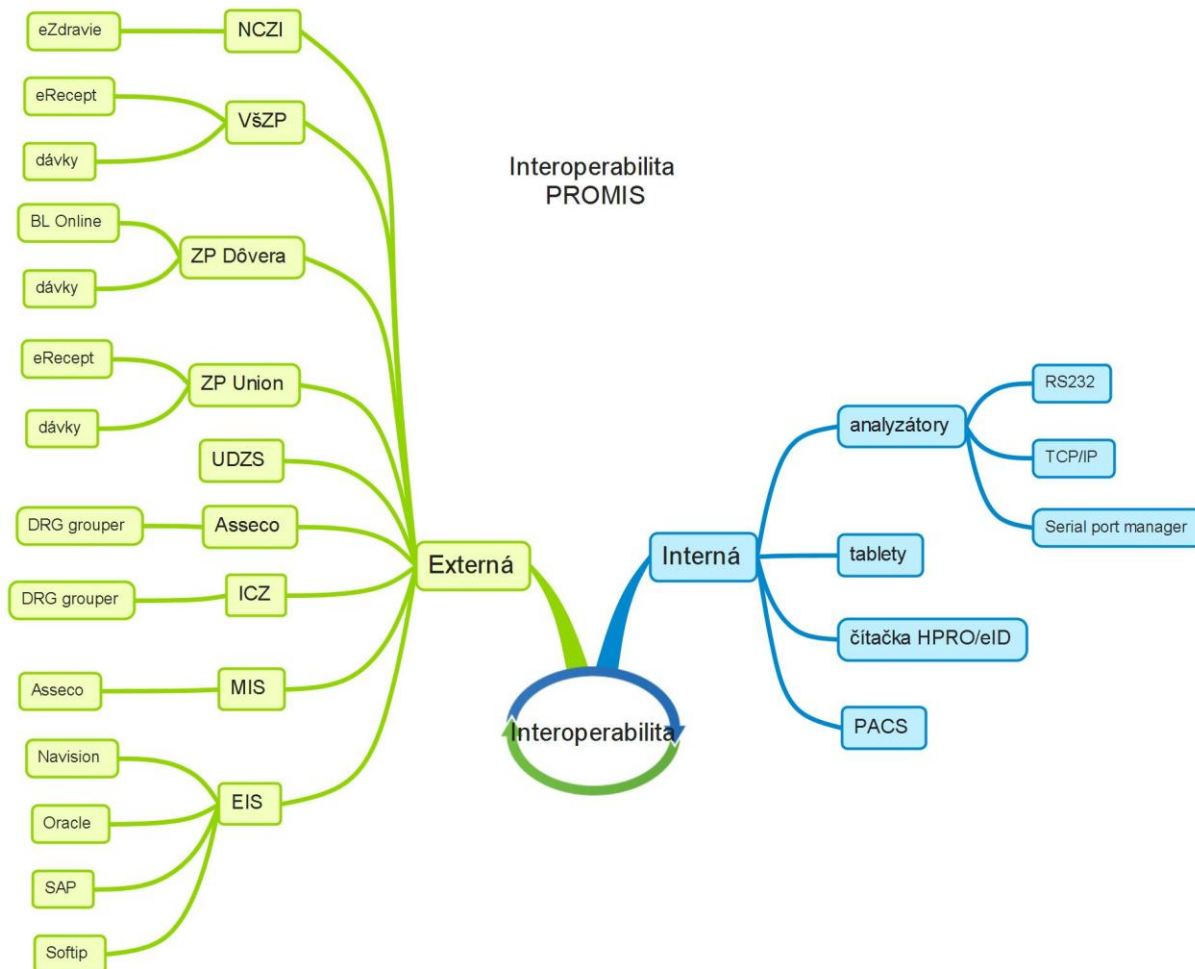 Interoperabilita
PROMIS
eZdravie
NCZI
eRecept
VšZP
dávky
BL Online
ZP Dôvera
dávky
eRecept
ZP Union
dávky
UDZS
DRG grouper
Asseco
DRG grouper
ICZ
Asseco
MIS
Navision
EIS
Oracle
SAP
Softip
Externá
Interoperabilita
Interná
analyzátory
RS232
TCP/IP
Serial port manager
tablety
čítačka HPRO/eID
PACS